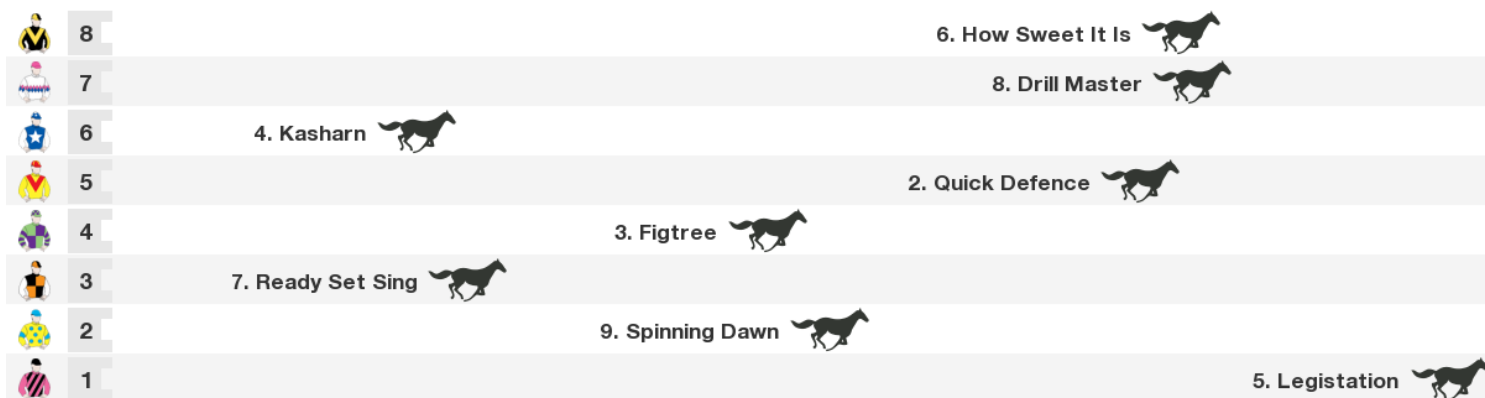 8 6. How Sweet It Is
7 8. Drill Master
6 4. Kasharn
5 2. Quick Defence
4 3. Figtree
3 7. Ready Set Sing
2 9. Spinning Dawn
1 5. Legistation